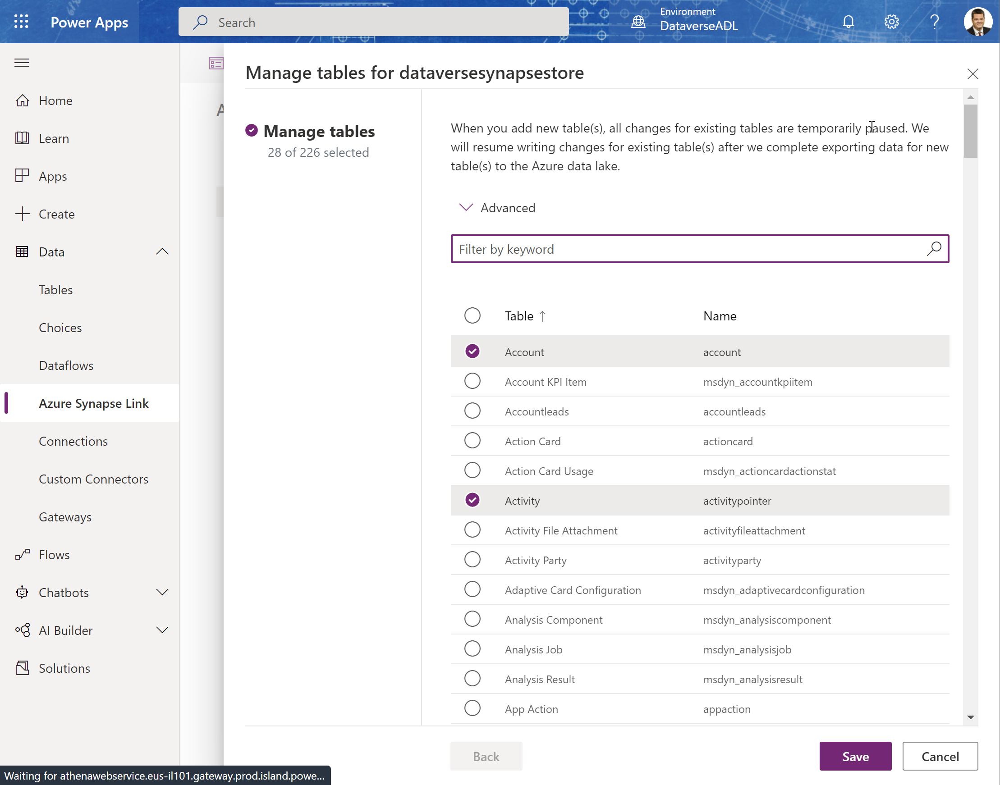 Power Apps
Search
Environment
DataverseADL
Home
Learn
Apps
Create
Data
Tables
Choices
Dataflows
Azure Synapse Link
Connections
Custom Connectors
Gateways
Flows
Chatbots
AI Builder
Solutions
Manage tables for dataversesynapsestore
Manage tables
28 of 226 selected
When you add new table(s), all changes for existing tables are temporarily paused. We
will resume writing changes for existing table(s) after we complete exporting data for new
table(s) to the Azure data lake.
Advanced
Filter by keyword
Table ↑ Name
Account account
Account KPI Item msdyn_accountkpiitem
Accountleads accountleads
Action Card actioncard
Action Card Usage msdyn_actioncardactionstat
Activity activitypointer
Activity File Attachment activityfileattachment
Activity Party activityparty
Adaptive Card Configuration msdyn_adaptivecardconfiguration
Analysis Component msdyn_analysiscomponent
Analysis Job msdyn_analysisjob
Analysis Result msdyn_analysisresult
App Action appaction
Back
Save
Cancel
Waiting for athenawebservice.eus-il101.gateway.prod.island.powe...